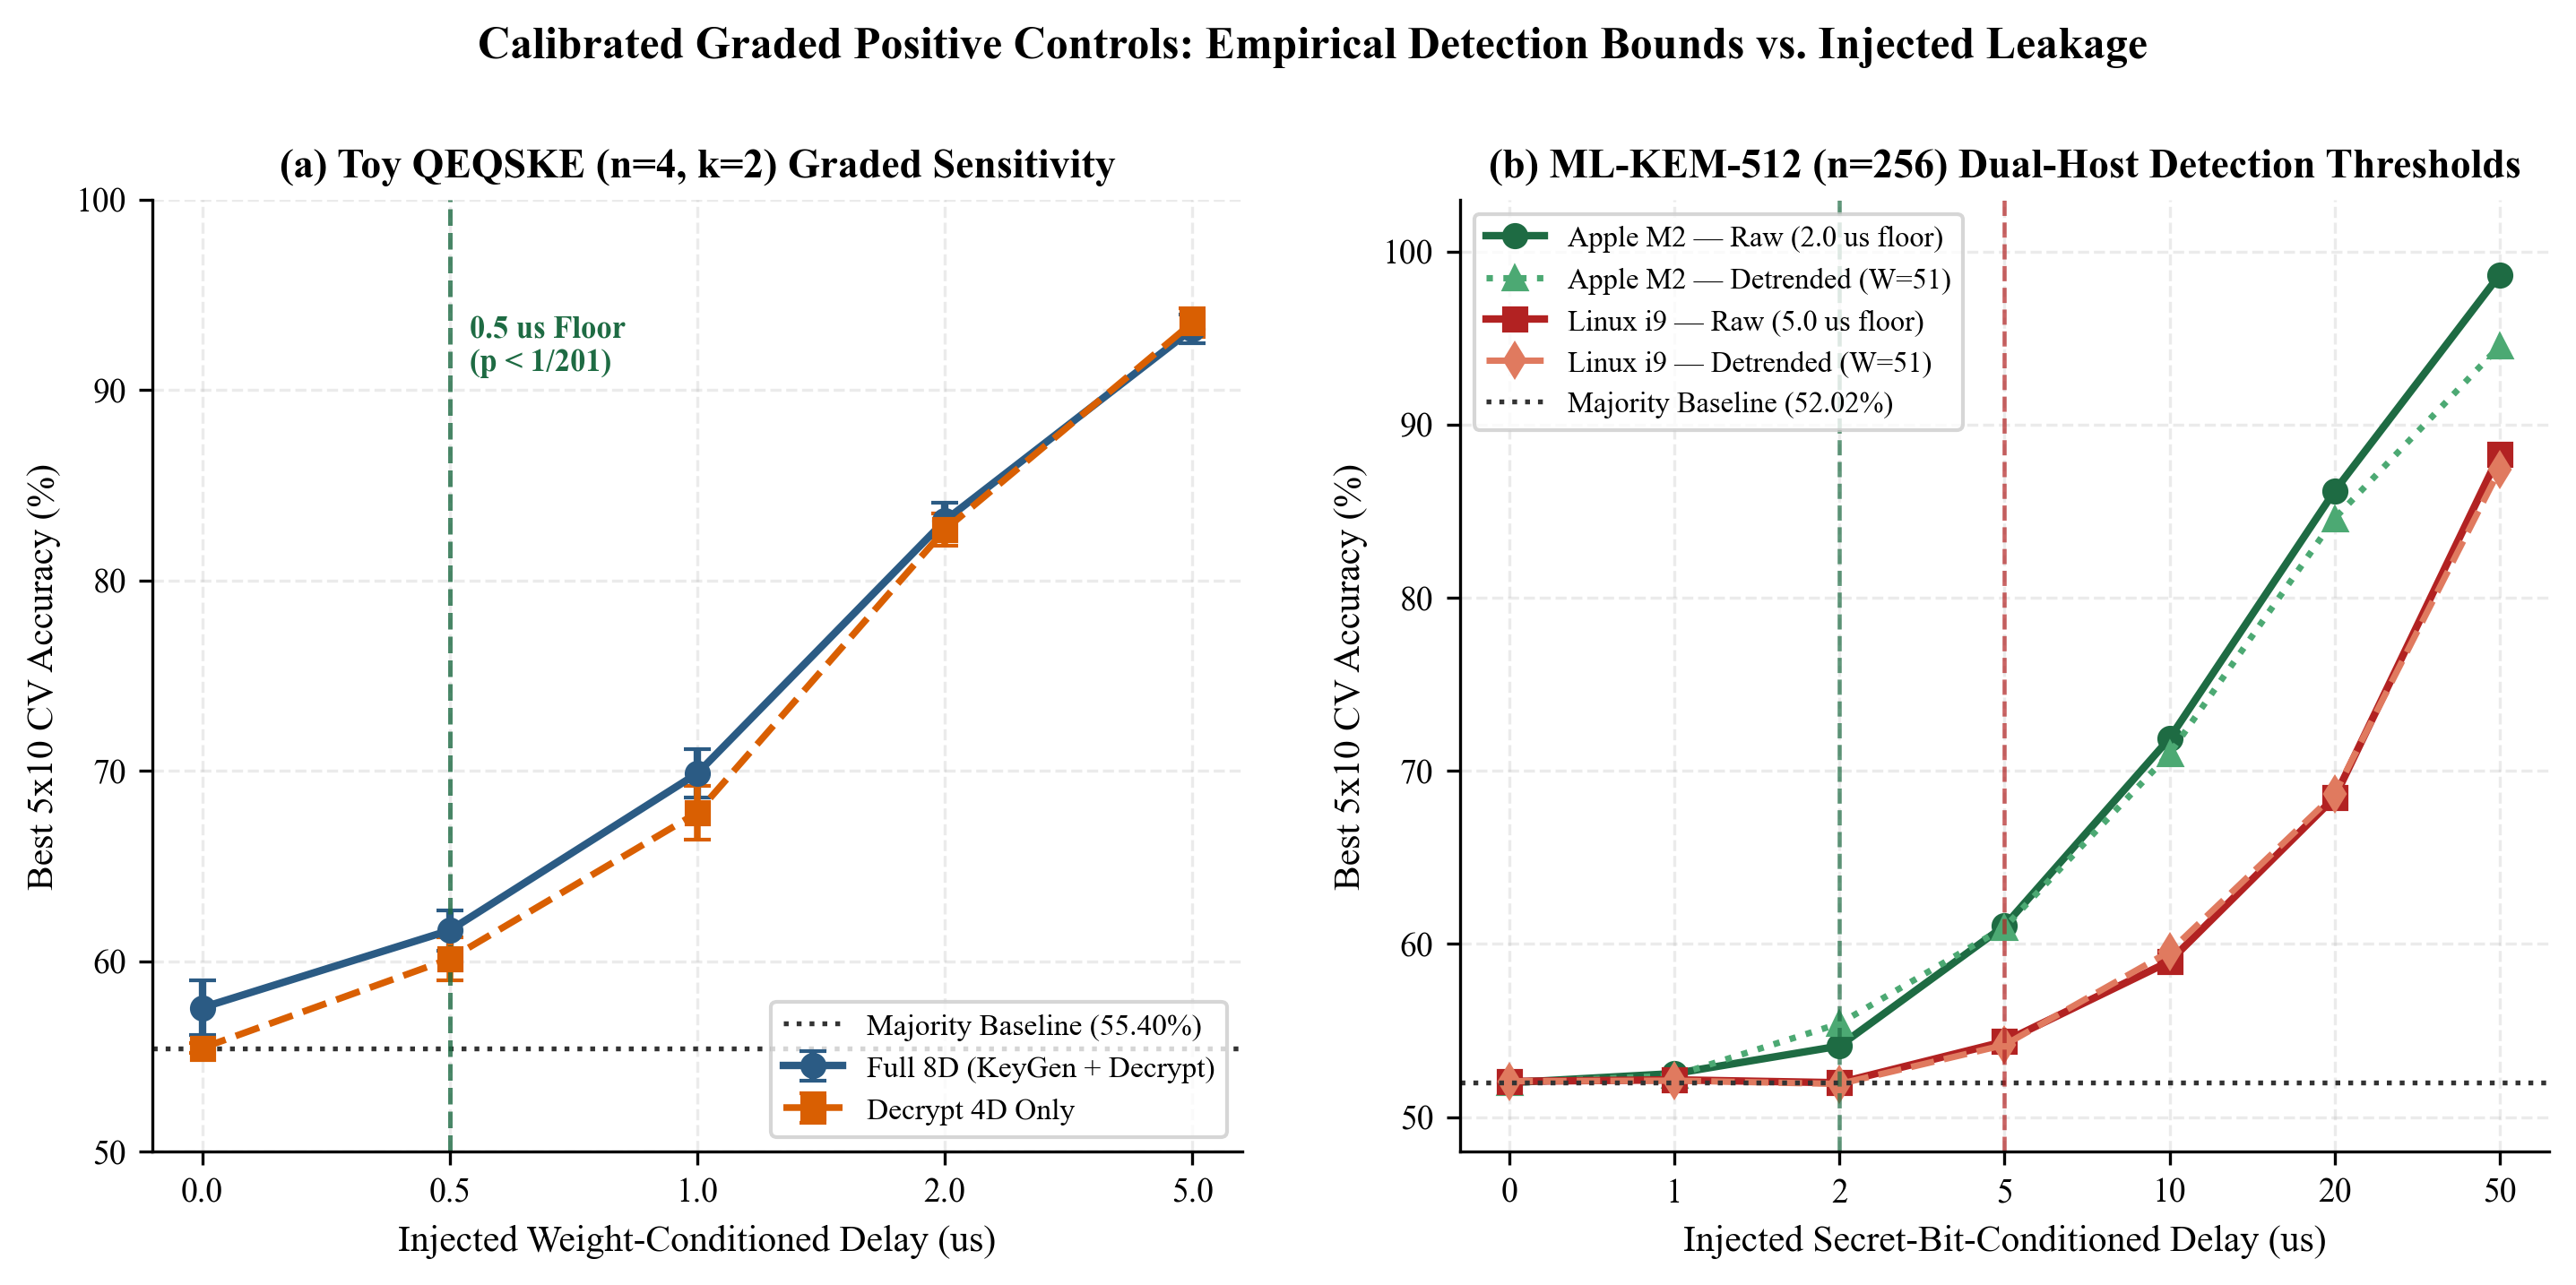 Calibrated Graded Positive Controls: Empirical Detection Bounds vs. Injected Leakage
(a) Toy QEQSKE (n=4, k=2) Graded Sensitivity
100
90
80
70
60
50
Best 5x10 CV Accuracy (%)
0.5 us Floor
(p < 1/201)
Majority Baseline (55.40%)
Full 8D (KeyGen + Decrypt)
Decrypt 4D Only
0.0 0.5 1.0 2.0 5.0
Injected Weight-Conditioned Delay (us)
(b) ML-KEM-512 (n=256) Dual-Host Detection Thresholds
100
90
80
70
60
50
Best 5x10 CV Accuracy (%)
Apple M2 — Raw (2.0 us floor)
Apple M2 — Detrended (W=51)
Linux i9 — Raw (5.0 us floor)
Linux i9 — Detrended (W=51)
Majority Baseline (52.02%)
0 1 2 5 10 20 50
Injected Secret-Bit-Conditioned Delay (us)